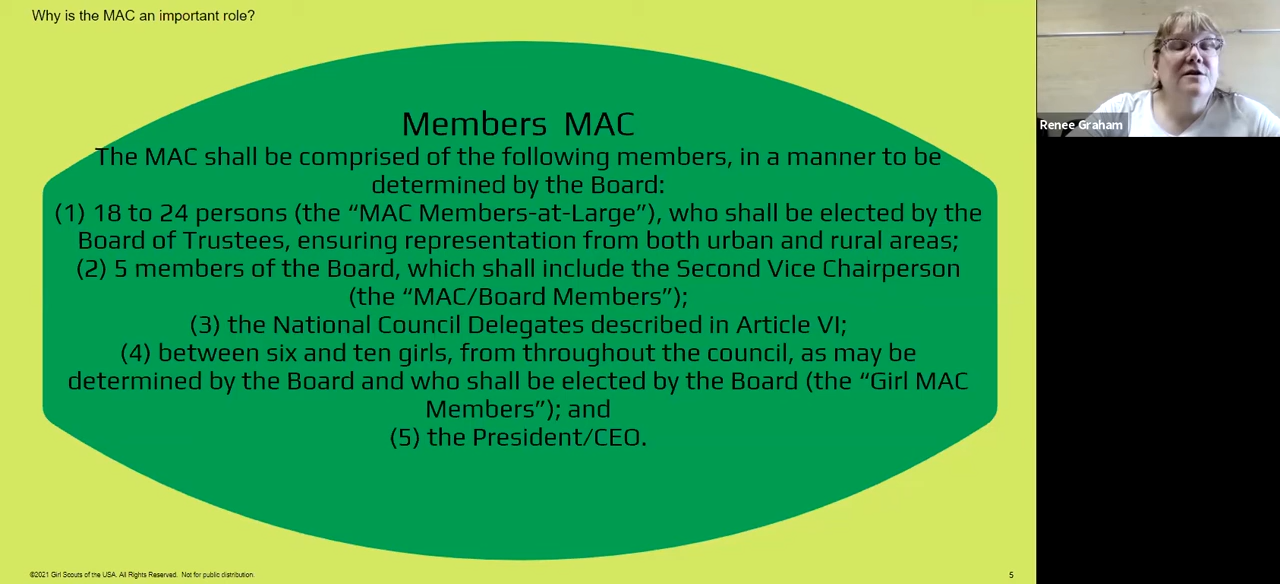 Why is the MAC an important role?
Members MAC
The MAC shall be comprised of the following members, in a manner to be
determined by the Board:
(1) 18 to 24 persons (the “MAC Members-at-Large”), who shall be elected by the
Board of Trustees, ensuring representation from both urban and rural areas;
(2) 5 members of the Board, which shall include the Second Vice Chairperson
(the “MAC/Board Members”);
(3) the National Council Delegates described in Article VI;
(4) between six and ten girls, from throughout the council, as may be
determined by the Board and who shall be elected by the Board (the “Girl MAC
Members”); and
(5) the President/CEO.
©2021 Girl Scouts of the USA. All Rights Reserved. Not for public distribution.
5
Renee Graham